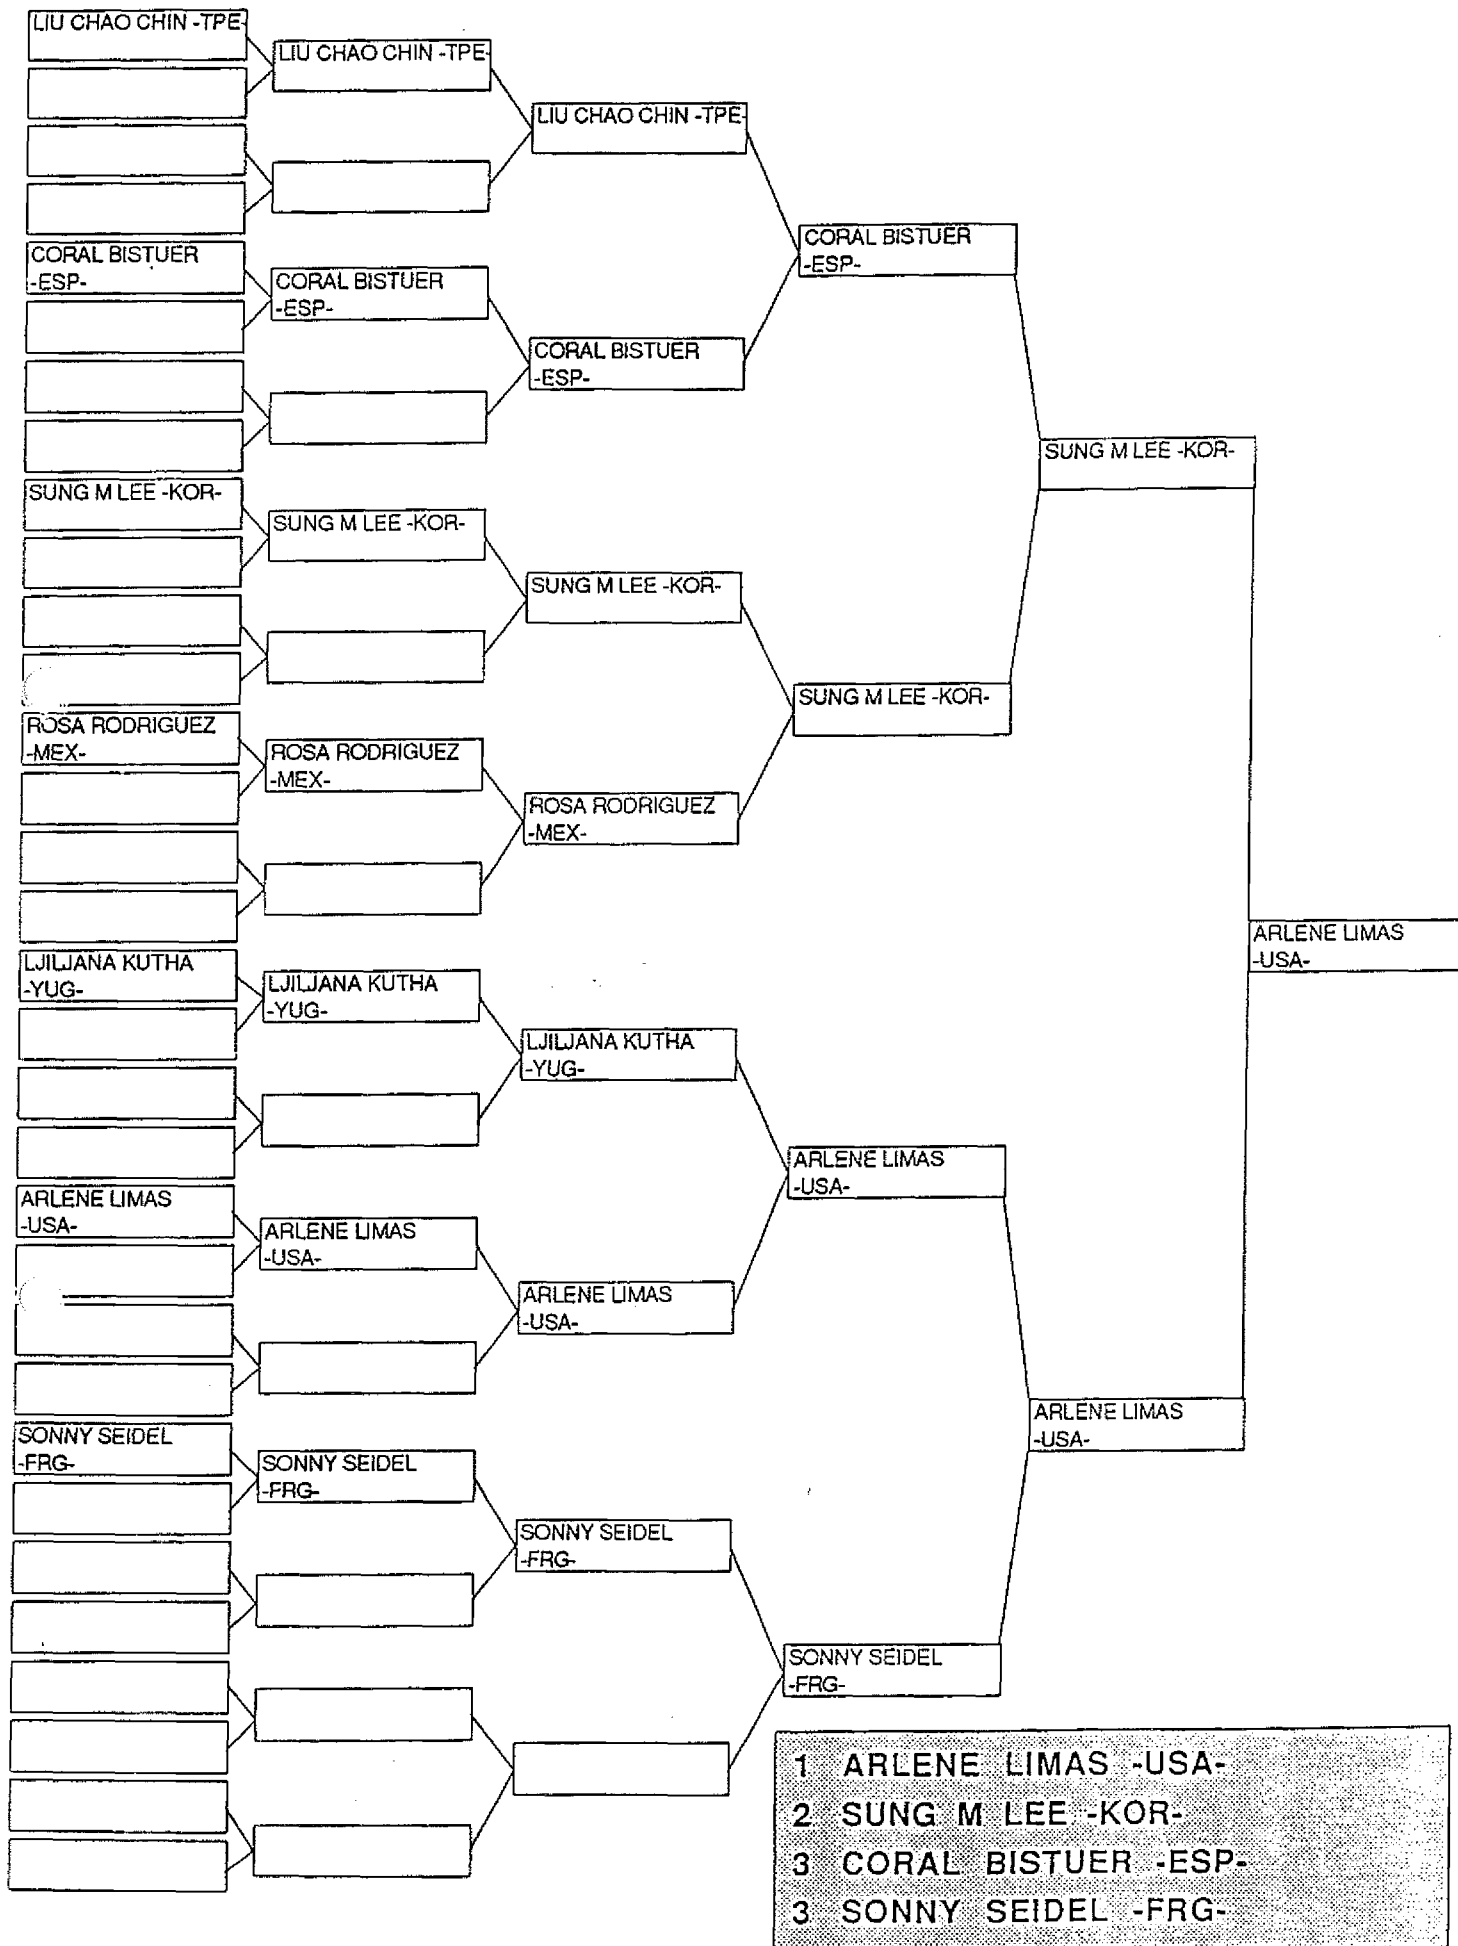 LIU CHAO CHIN -TPE-
CORAL BISTUER
-ESP-
SUNG M LEE -KOR-
ROSA RODRIGUEZ
-MEX-
LJILJANA KUTHA
-YUG-
ARLENE LIMAS
-USA-
SONNY SEIDEL
-FRG-
LIU CHAO CHIN -TPE-
CORAL BISTUER
-ESP-
SUNG M LEE -KOR-
ROSA RODRIGUEZ
-MEX-
LJILJANA KUTHA
-YUG-
ARLENE LIMAS
-USA-
SONNY SEIDEL
-FRG-
LIU CHAO CHIN -TPE-
CORAL BISTUER
-ESP-
SUNG M LEE -KOR-
ROSA RODRIGUEZ
-MEX-
LJILJANA KUTHA
-YUG-
ARLENE LIMAS
-USA-
SONNY SEIDEL
-FRG-
CORAL BISTUER
-ESP-
SUNG M LEE -KOR-
ARLENE LIMAS
-USA-
SONNY SEIDEL
-FRG-
SUNG M LEE -KOR-
ARLENE LIMAS
-USA-
ARLENE LIMAS
-USA-
1 ARLENE LIMAS -USA-
2 SUNG M LEE -KOR-
3 CORAL BISTUER -ESP-
3 SONNY SEIDEL -FRG-